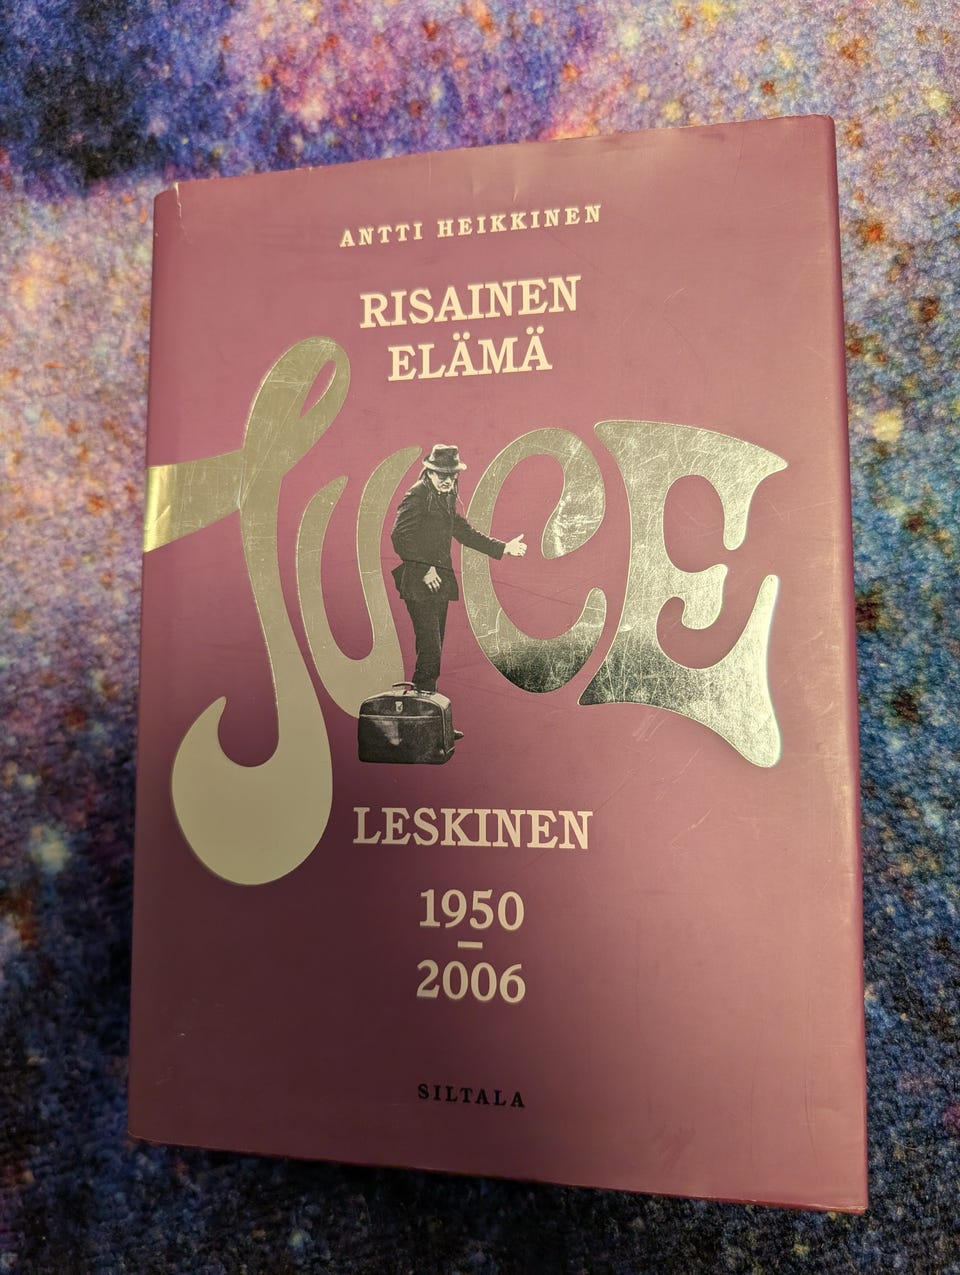 ANTTI HEIKKINEN
RISAINEN
ELÄMÄ
JUICE
LESKINEN
1950
–
2006
SILTALA